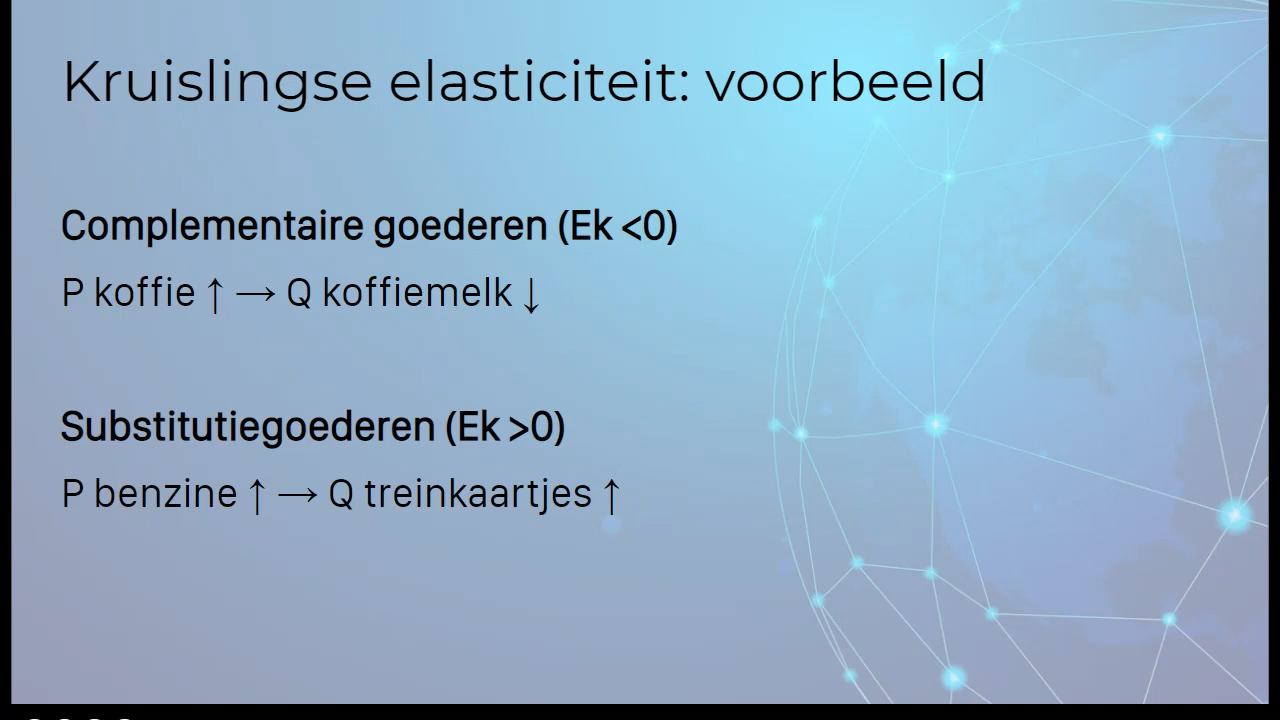 Kruislingse elasticiteit: voorbeeld
Complementaire goederen (Ek <0)
P koffie ↑ → Q koffiemelk ↓
Substitutiegoederen (Ek >0)
P benzine ↑ → Q treinkaartjes ↑